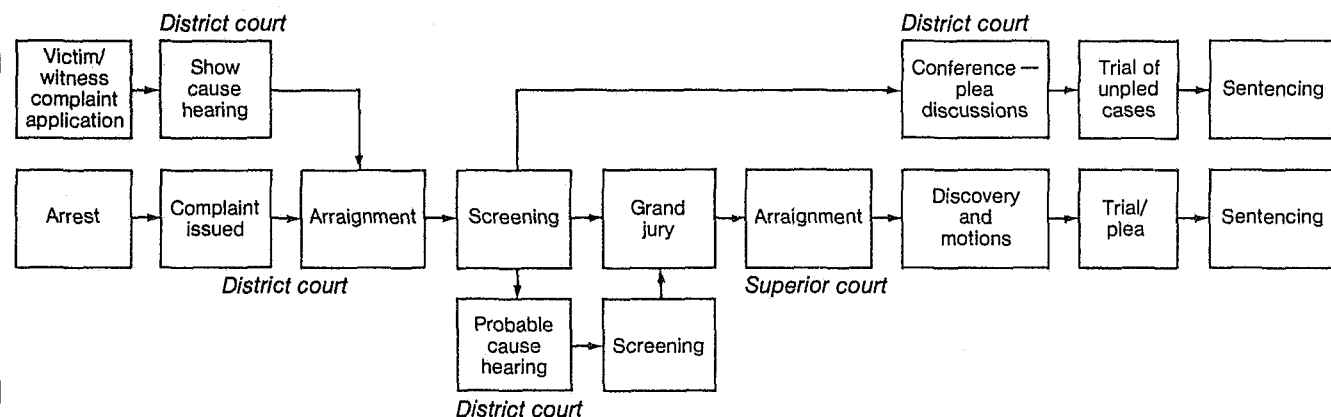 District court
District court
Victim/
witness
complaint
application
Show
cause
hearing
Conference —
plea
discussions
Trial of
unpled
cases
Sentencing
Arrest
Complaint
issued
Arraignment
Screening
Grand
jury
Arraignment
Discovery
and
motions
Trial/
plea
Sentencing
District court
Superior court
Probable
cause
hearing
Screening
District court